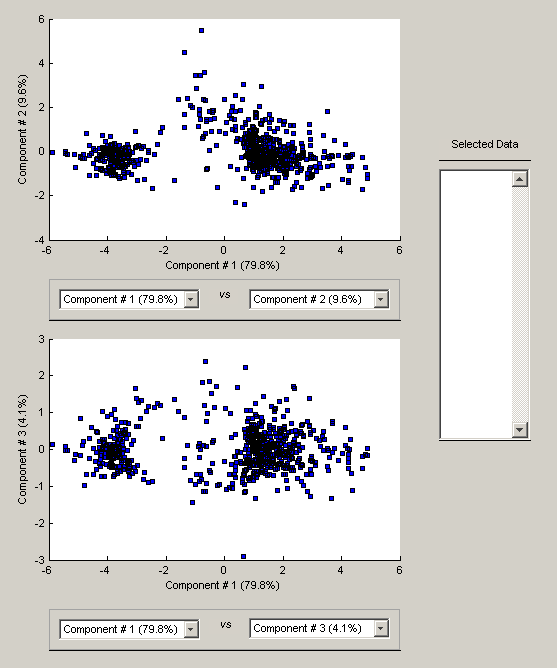 6
4
2
0
-2
-4
Component # 2 (9.6%)
-6 -4 -2 0 2 4 6
Component # 1 (79.8%)
Component # 1 (79.8%) vs Component # 2 (9.6%)
Selected Data
3
2
1
0
-1
-2
-3
Component # 3 (4.1%)
-6 -4 -2 0 2 4 6
Component # 1 (79.8%)
Component # 1 (79.8%) vs Component # 3 (4.1%)